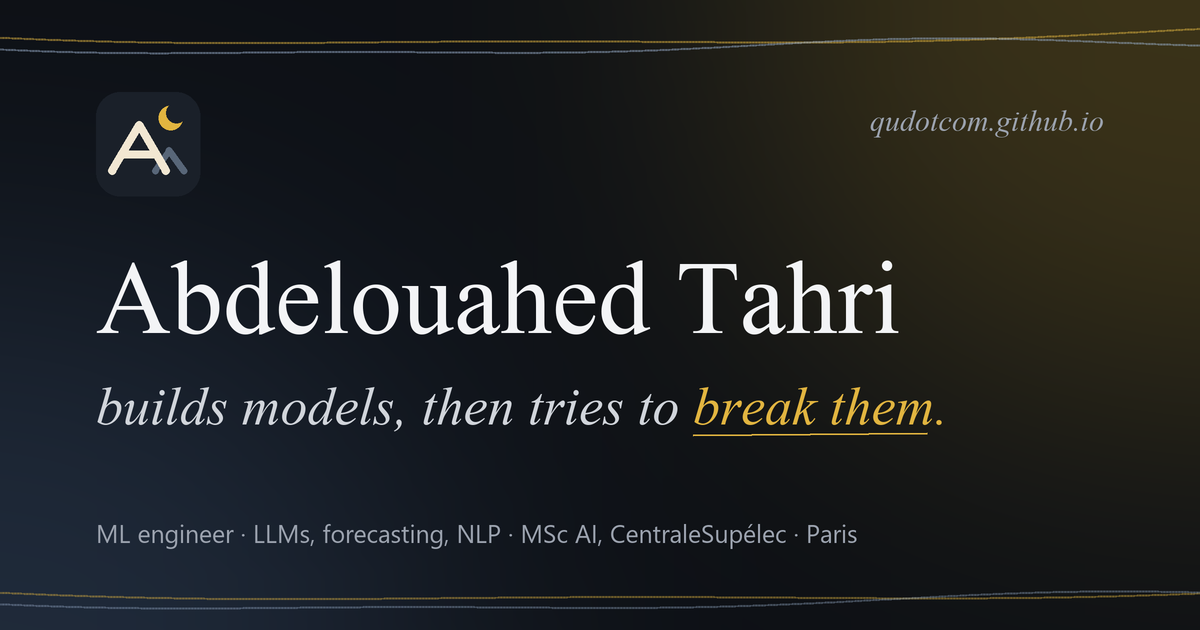 qudotcom.github.io
Abdelouahed Tahri
builds models, then tries to break them.
ML engineer · LLMs, forecasting, NLP · MSc AI, CentraleSupélec · Paris